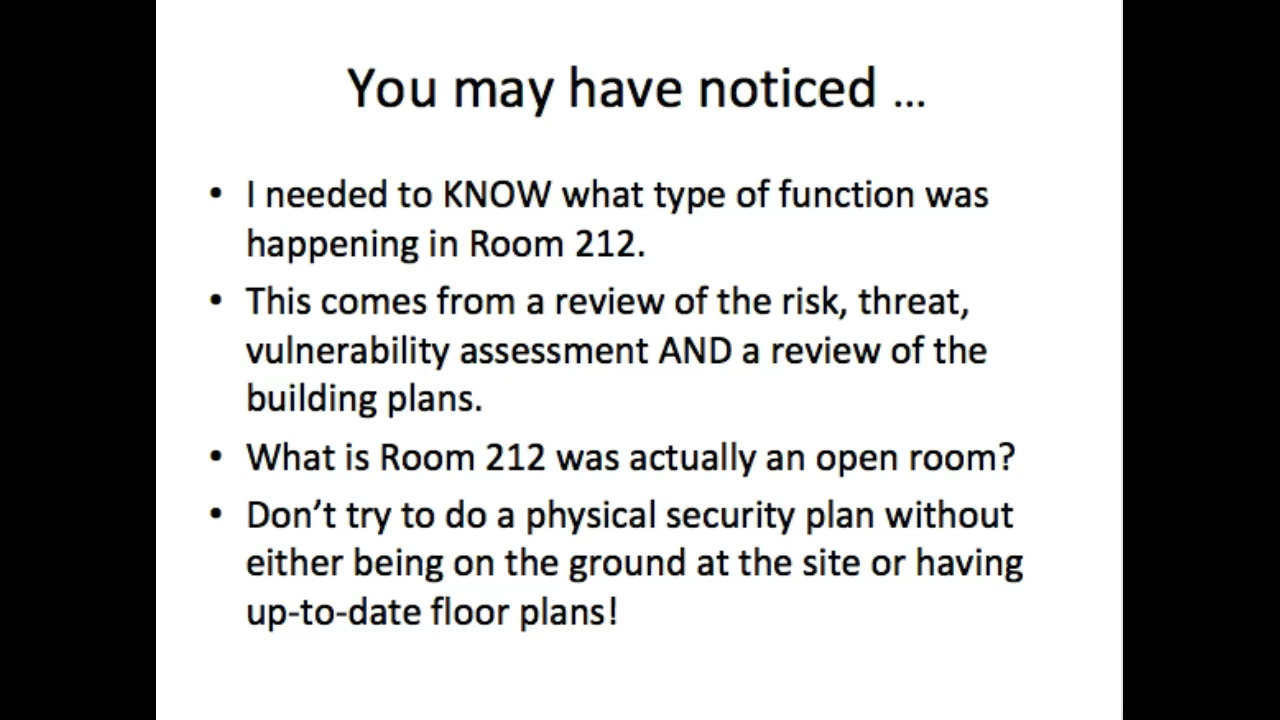 You may have noticed ...
• I needed to KNOW what type of function was
happening in Room 212.
• This comes from a review of the risk, threat,
vulnerability assessment AND a review of the
building plans.
• What is Room 212 was actually an open room?
• Don’t try to do a physical security plan without
either being on the ground at the site or having
up-to-date floor plans!